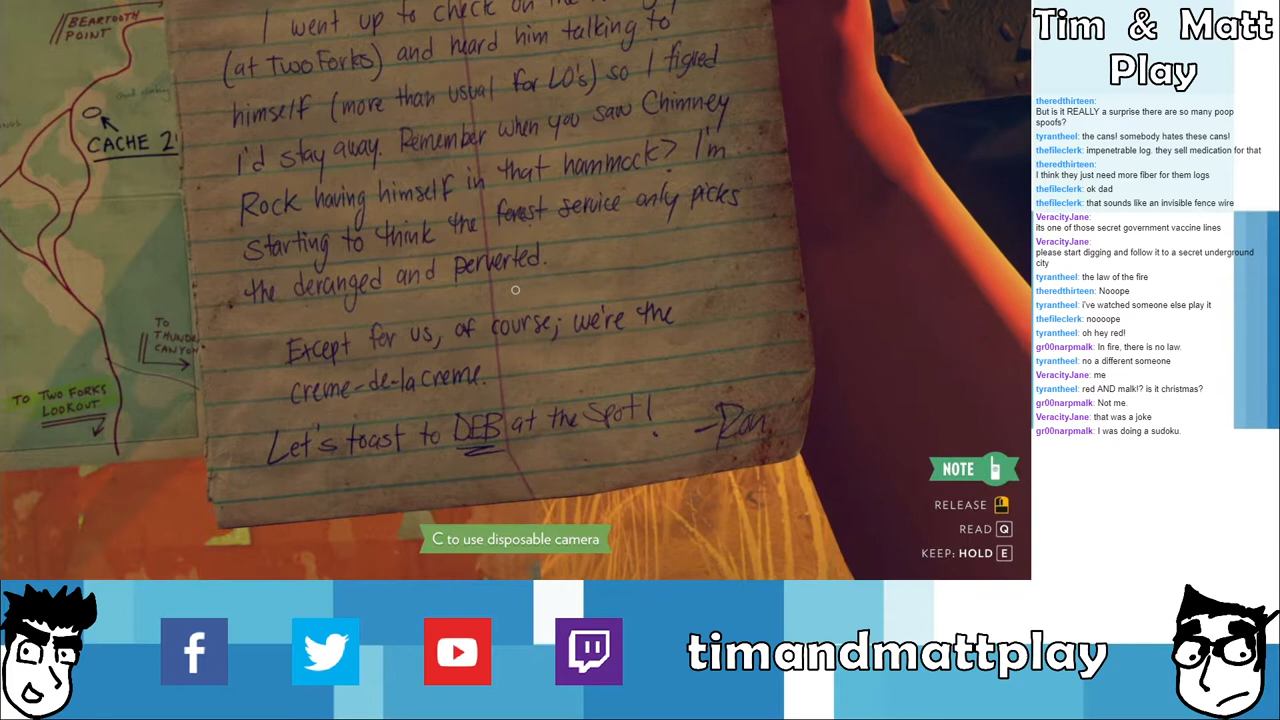 BEARTOOTH
POINT
CACHE 2
TO
CANYON
TO TWO FORKS
LOOKOUT
I went up to check on the
(at Two Forks) and heard him talking to
himself (more than usual for LO's) so I figred
I'd stay away. Remember when you saw Chimney
Rock having himself in that hammock? I'm
starting to think the forest service only picks
the deranged and perverted.
Except for us, of course; we're the
creme-de-la creme.
Let's toast to DEB at the Spot!
-Ron
C to use disposable camera
NOTE
RELEASE
READ Q
KEEP: HOLD E
Tim & Matt
Play
theredthirteen:
But is it REALLY a surprise there are so many poop
spoofs?
tyrantheel: the cans! somebody hates these cans!
thefileclerk: impenetrable log. they sell medication for that
theredthirteen:
I think they just need more fiber for them logs
thefileclerk: ok dad
thefileclerk: that sounds like an invisible fence wire
VeracityJane:
its one of those secret government vaccine lines
VeracityJane:
please start digging and follow it to a secret underground
city
tyrantheel: the law of the fire
theredthirteen: Nooope
tyrantheel: i've watched someone else play it
thefileclerk: noooope
tyrantheel: oh hey red!
gr00narpmalk: In fire, there is no law.
tyrantheel: no a different someone
VeracityJane: me
tyrantheel: red AND malk!? is it christmas?
gr00narpmalk: Not me.
VeracityJane: that was a joke
gr00narpmalk: I was doing a sudoku.
timandmattplay